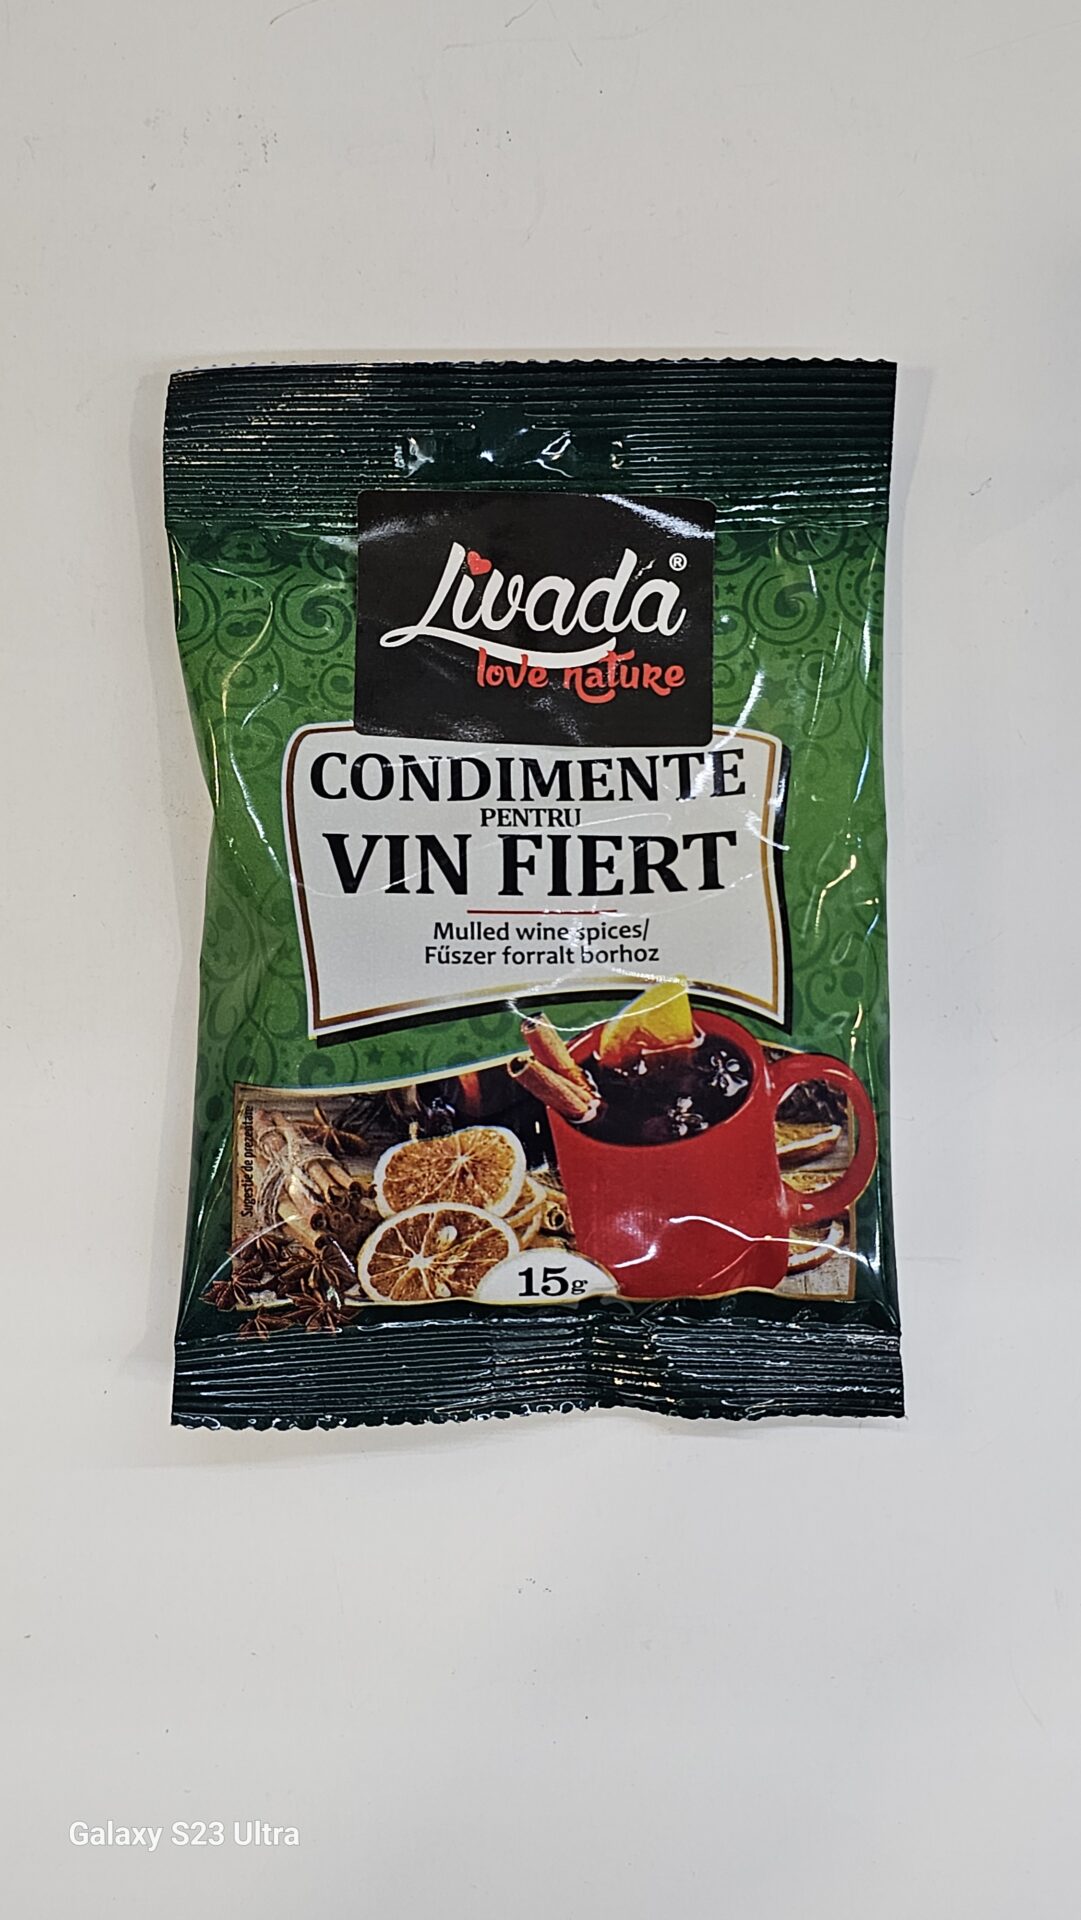 Livada®
love nature
CONDIMENTE
PENTRU
VIN FIERT
Mulled wine spices/
Fűszer forralt borhoz
Sugestie de prezentare
15g
Galaxy S23 Ultra